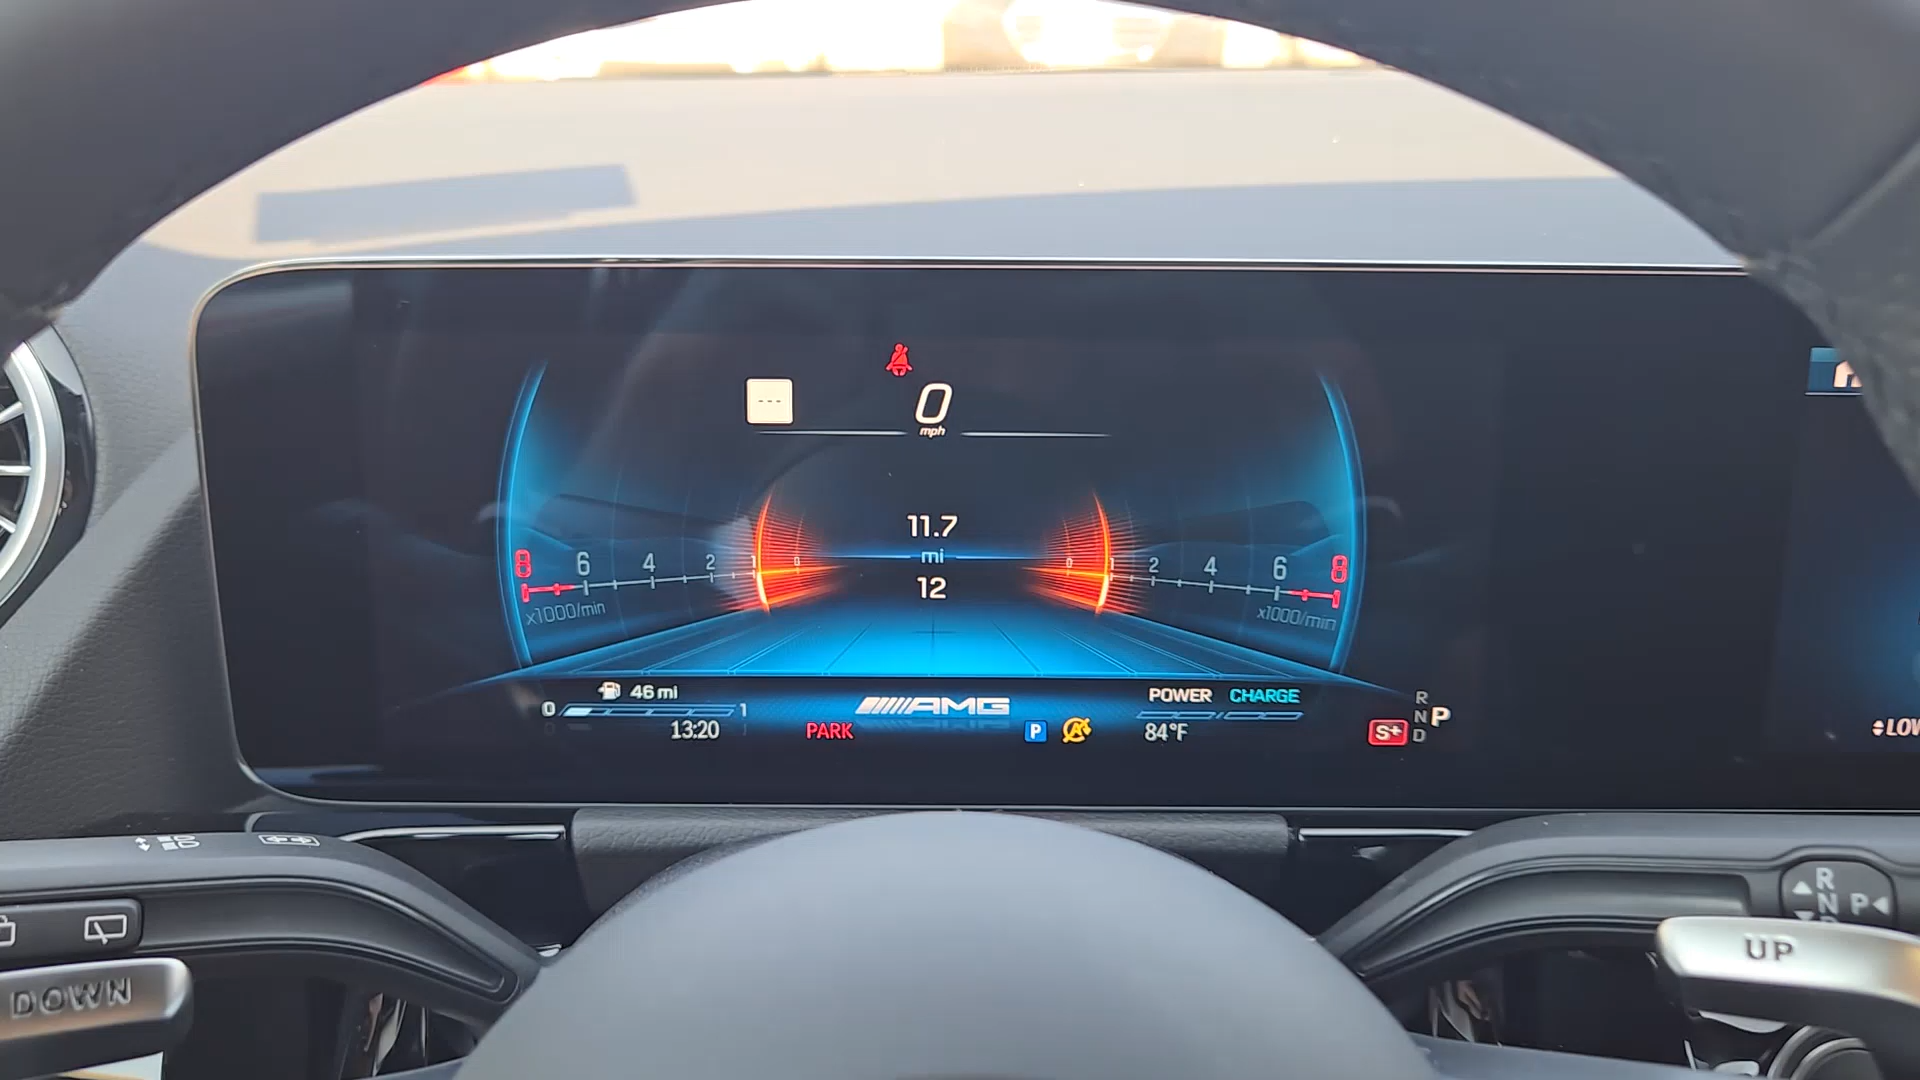 ---
0
mph
11.7
mi
12
8 6 4 2 1 0
0 1 2 4 6 8
x1000/min
x1000/min
46 mi
0 1
POWER CHARGE
AMG
13:20
PARK
P
A
84°F
S+
R
N P
D
LOW
R
N P
D
UP
DOWN